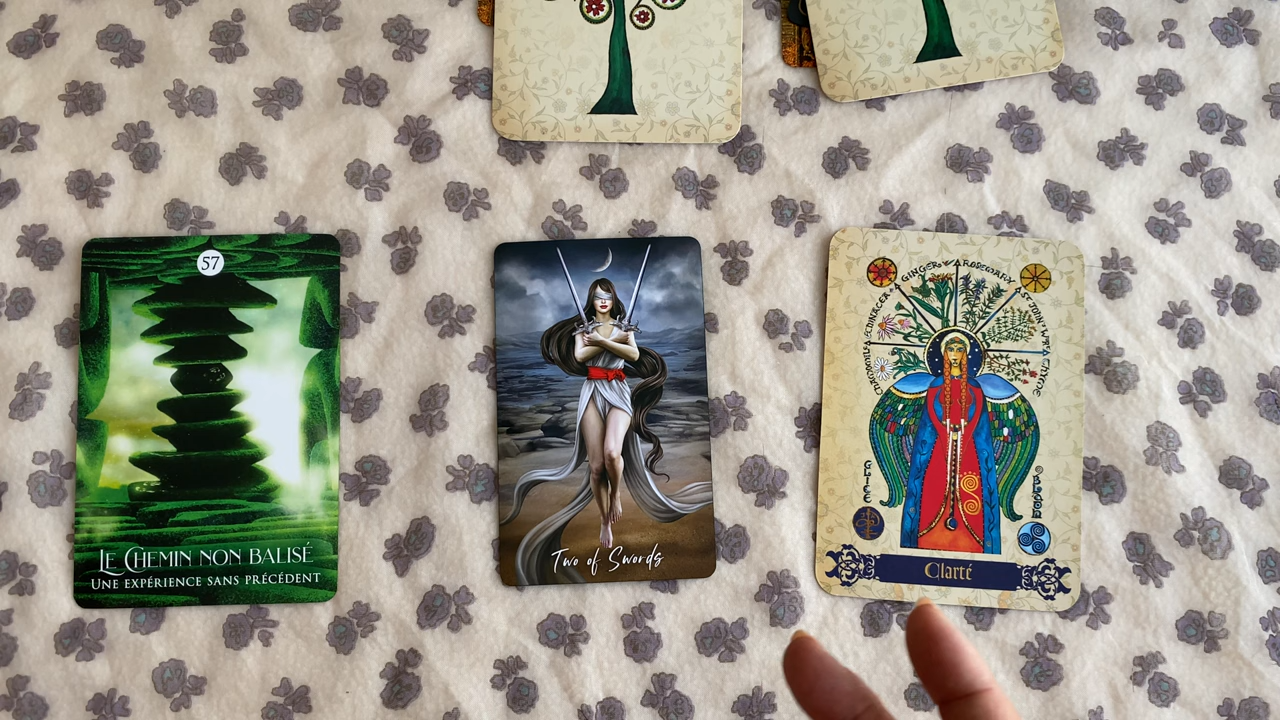 57
LE CHEMIN NON BALISÉ
UNE EXPÉRIENCE SANS PRÉCÉDENT
Two of Swords
GINGER
ROSEMARY
Clarté